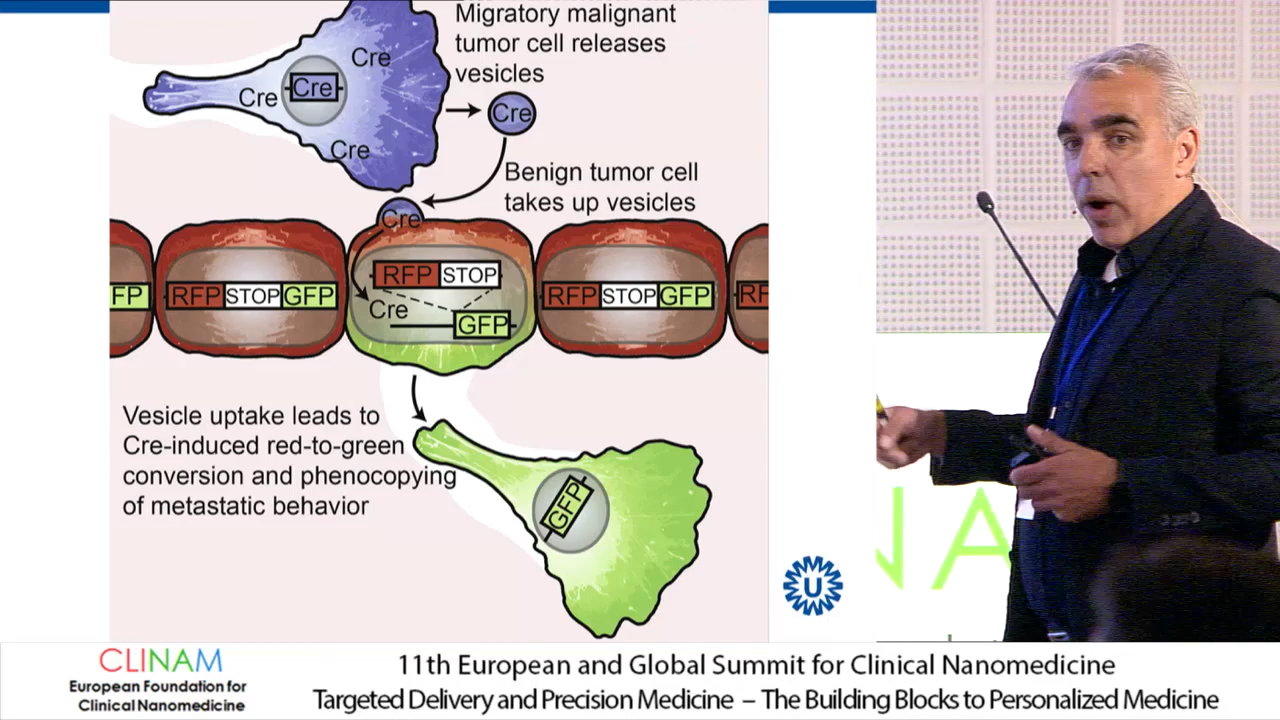 Migratory malignant
tumor cell releases
vesicles
Cre
Cre
Cre
Cre
Cre
Benign tumor cell
takes up vesicles
Cre
RFP STOP
FP
RFP STOP GFP
Cre
GFP
RFP STOP GFP
RF
Vesicle uptake leads to
Cre-induced red-to-green
conversion and phenocopying
of metastatic behavior
GFP
U
NA
CLINAM
European Foundation for
Clinical Nanomedicine
11th European and Global Summit for Clinical Nanomedicine
Targeted Delivery and Precision Medicine – The Building Blocks to Personalized Medicine